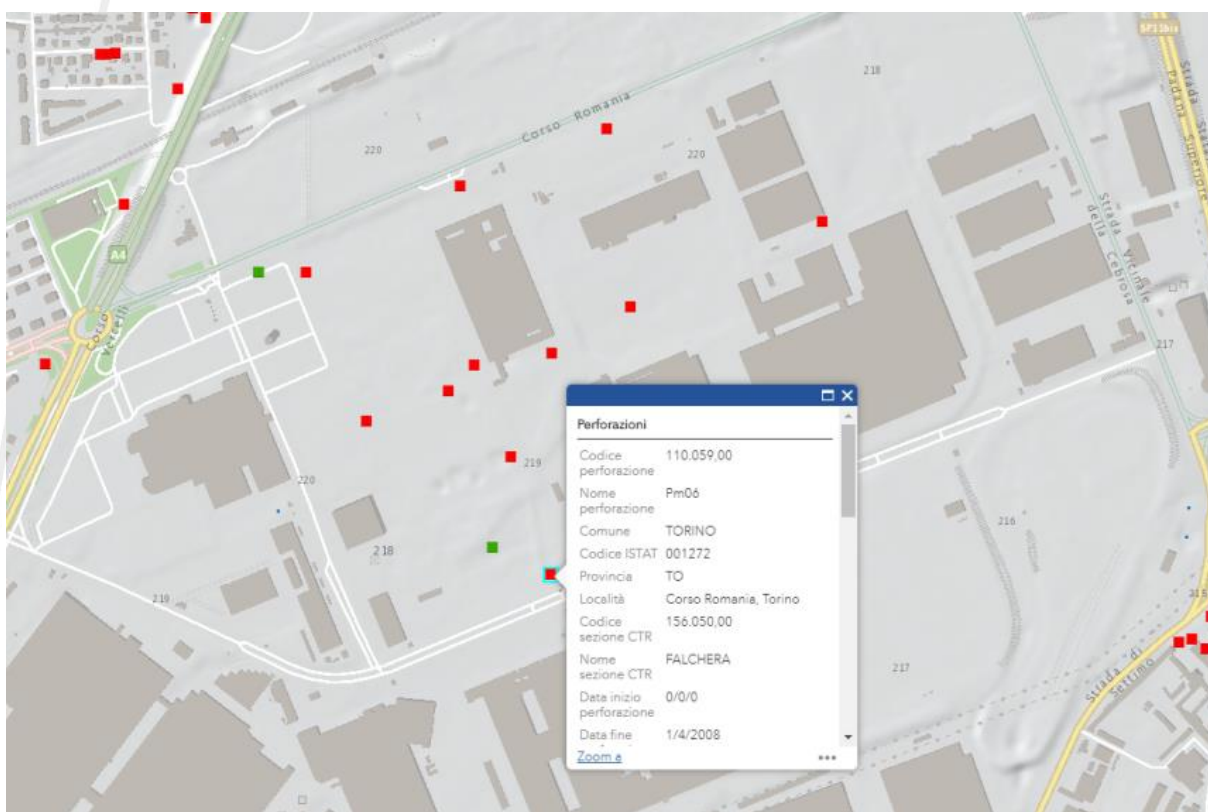 SP11bis
Strada Stata
Padana Superiore
218
Corso Romania
220
220
Strada Vicinale
della Cebrosa
A4
Corso
Vercelli
217
219
220
218
219
216
217
Strada di
Settimo
Perforazioni
Codice perforazione 110.059,00
Nome perforazione Pm06
Comune TORINO
Codice ISTAT 001272
Provincia TO
Località Corso Romania, Torino
Codice sezione CTR 156.050,00
Nome sezione CTR FALCHERA
Data inizio perforazione 0/0/0
Data fine 1/4/2008
Zoom a